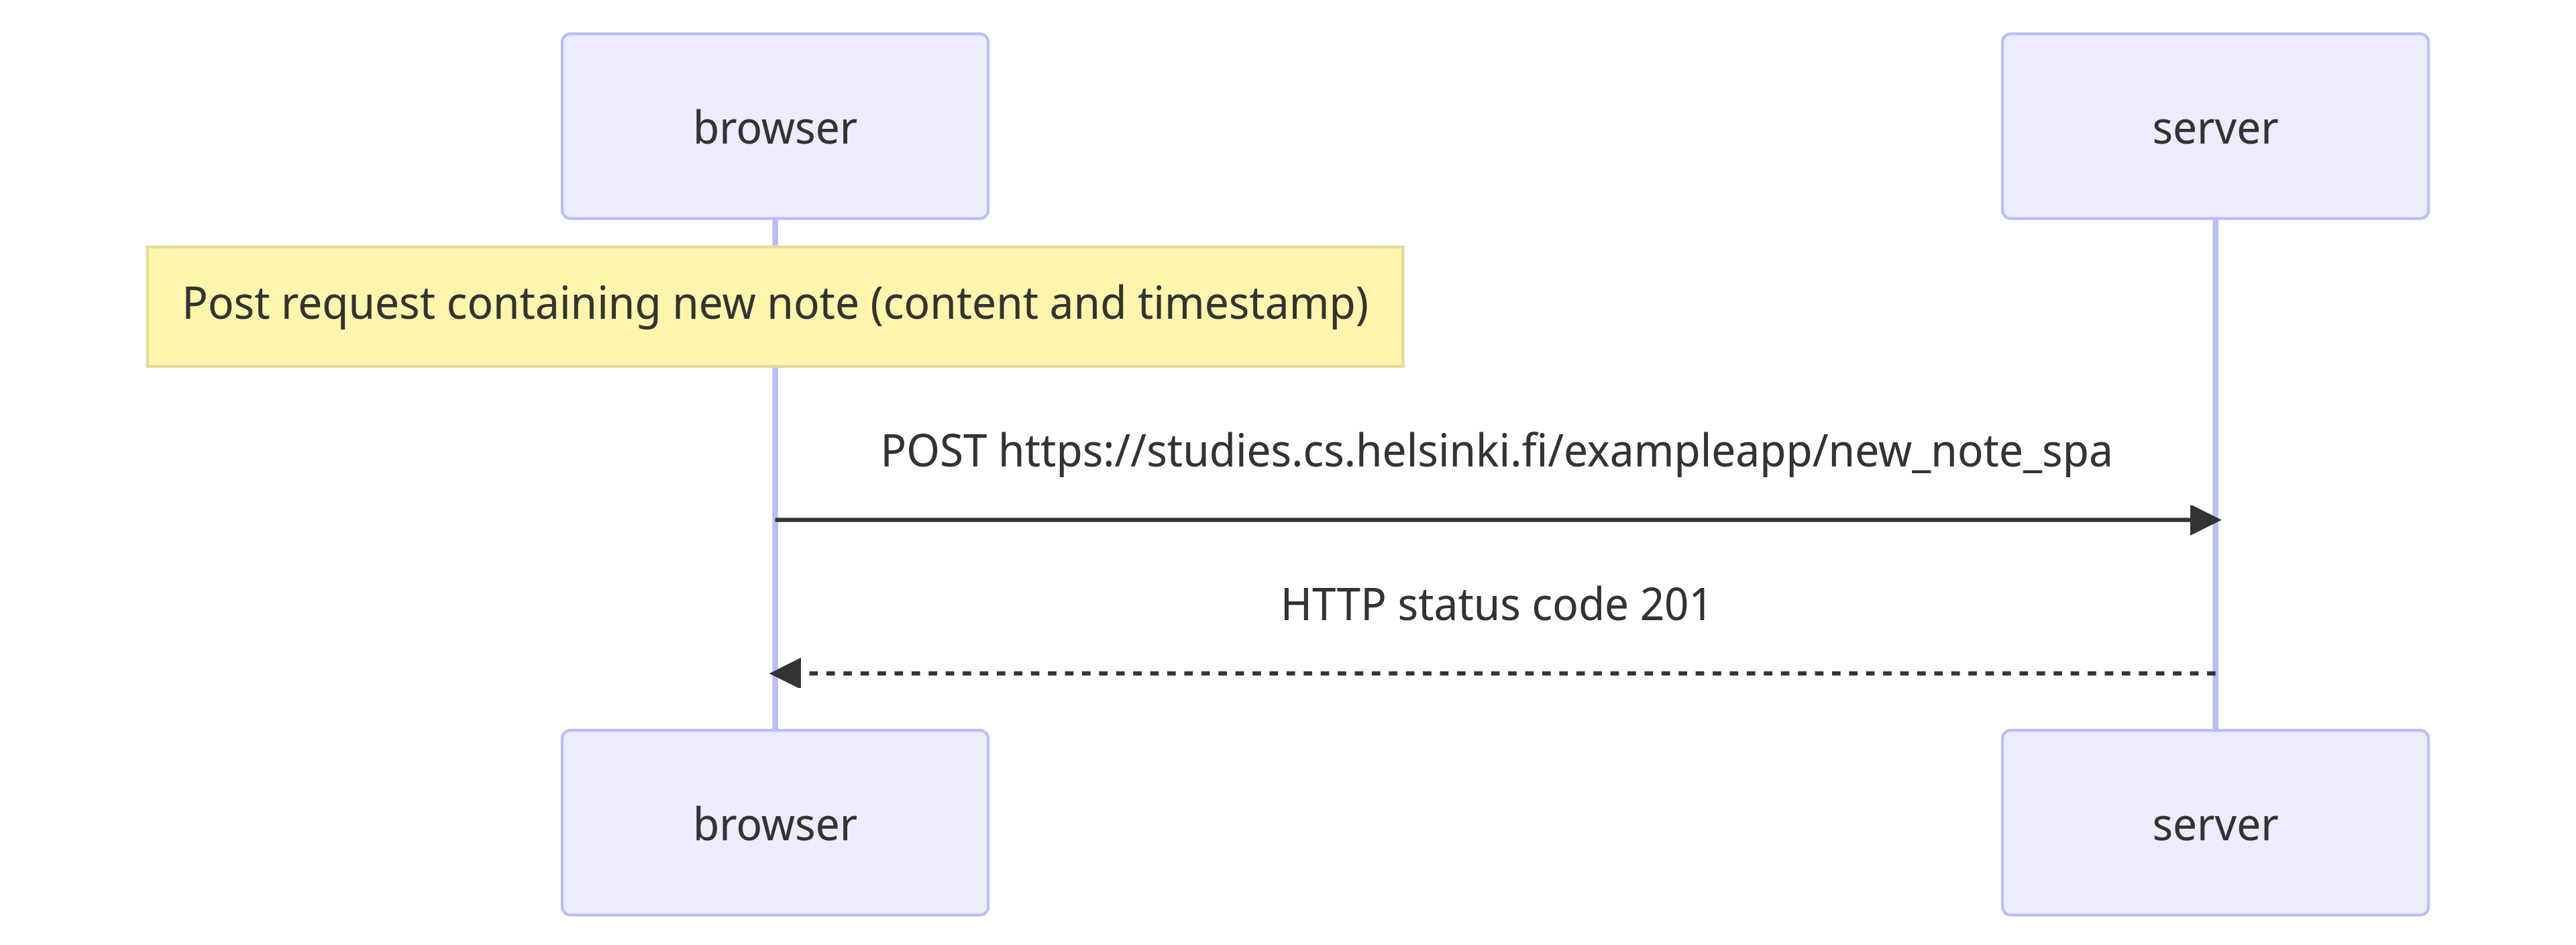 browser
server
Post request containing new note (content and timestamp)
POST https://studies.cs.helsinki.fi/exampleapp/new_note_spa
HTTP status code 201
browser
server